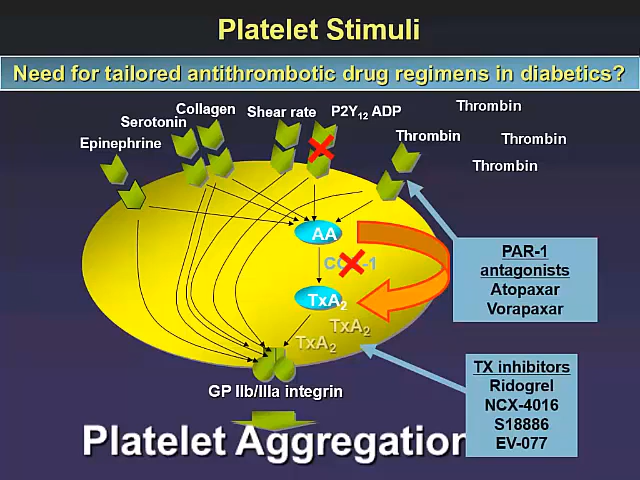 Platelet Stimuli
Need for tailored antithrombotic drug regimens in diabetics?
Collagen
Shear rate
P2Y12 ADP
Thrombin
Serotonin
Thrombin
Thrombin
Epinephrine
Thrombin
AA
TxA2
TxA2
TxA2
PAR-1
antagonists
Atopaxar
Vorapaxar
TX inhibitors
Ridogrel
NCX-4016
S18886
EV-077
GP IIb/IIIa integrin
Platelet Aggregation